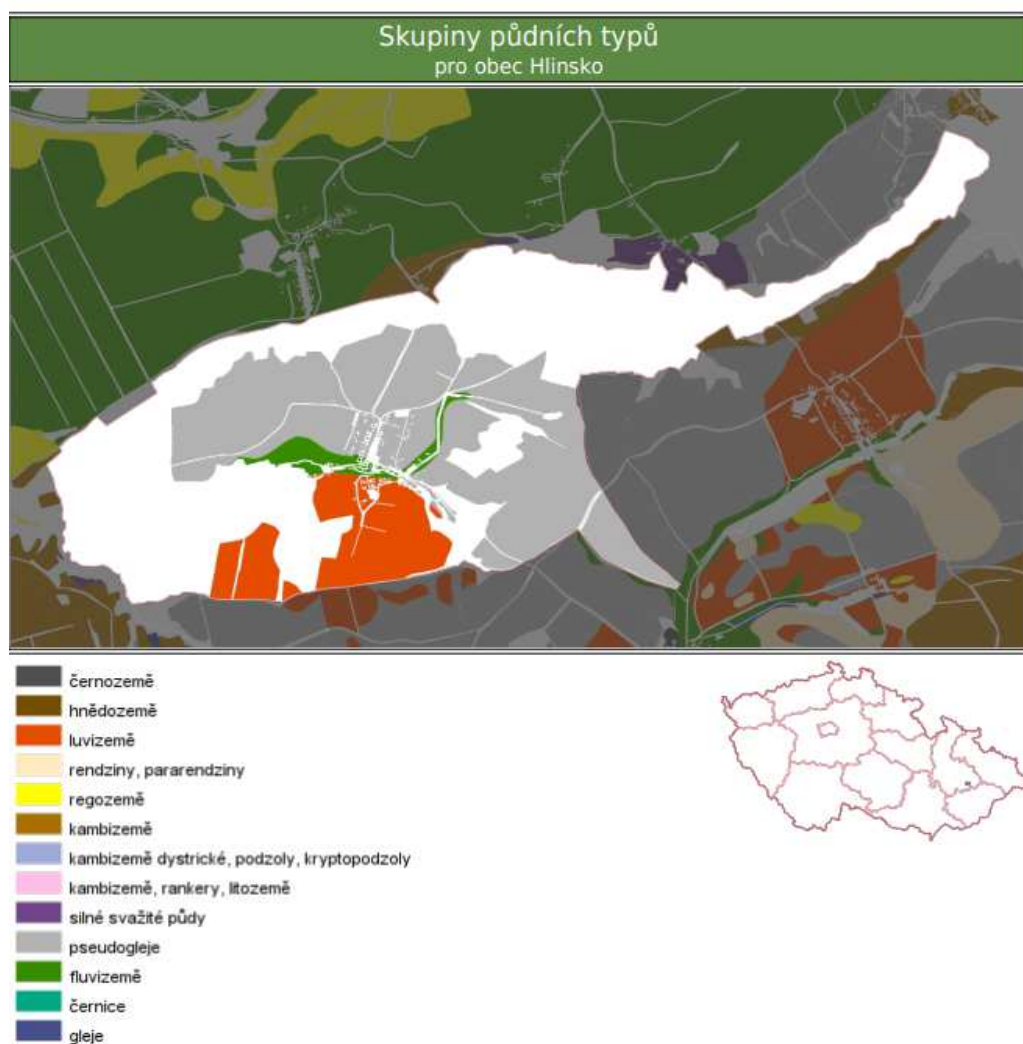 Skupiny půdních typů
pro obec Hlinsko
černozemě
hnědozemě
luvizemě
rendziny, pararendziny
regozemě
kambizemě
kambizemě dystrické, podzoly, kryptopodzoly
kambizemě, rankery, litozemě
silné svažité půdy
pseudogleje
fluvizemě
černice
gleje